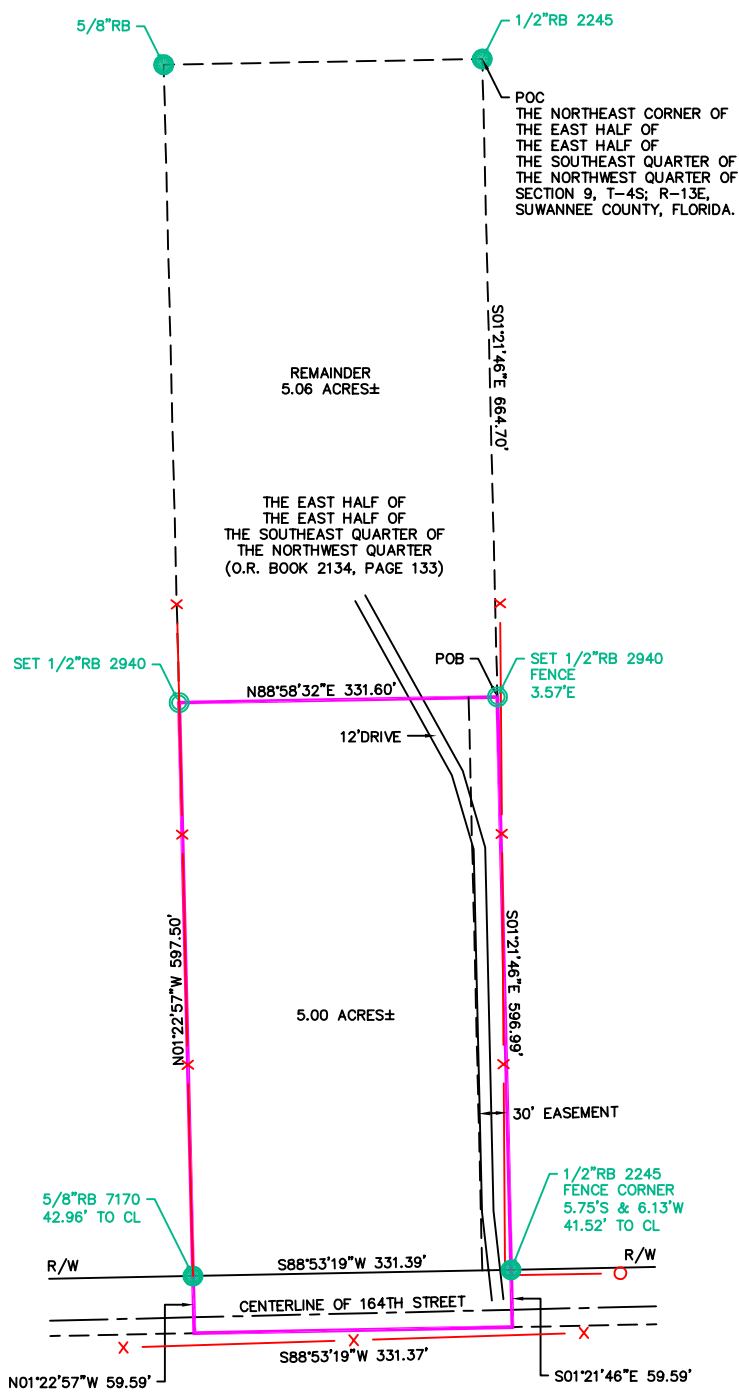 5/8"RB
1/2"RB 2245
POC
THE NORTHEAST CORNER OF
THE EAST HALF OF
THE EAST HALF OF
THE SOUTHEAST QUARTER OF
THE NORTHWEST QUARTER OF
SECTION 9, T-4S; R-13E,
SUWANNEE COUNTY, FLORIDA.
S01°21'46"E 664.70'
REMAINDER
5.06 ACRES±
THE EAST HALF OF
THE EAST HALF OF
THE SOUTHEAST QUARTER OF
THE NORTHWEST QUARTER
(O.R. BOOK 2134, PAGE 133)
SET 1/2"RB 2940
POB
SET 1/2"RB 2940
FENCE
3.57'E
N88°58'32"E 331.60'
12'DRIVE
N01°22'57"W 597.50'
S01°21'46"E 596.99'
5.00 ACRES±
30' EASEMENT
5/8"RB 7170
42.96' TO CL
1/2"RB 2245
FENCE CORNER
5.75'S & 6.13'W
41.52' TO CL
R/W
S88°53'19"W 331.39'
R/W
CENTERLINE OF 164TH STREET
S88°53'19"W 331.37'
N01°22'57"W 59.59'
S01°21'46"E 59.59'